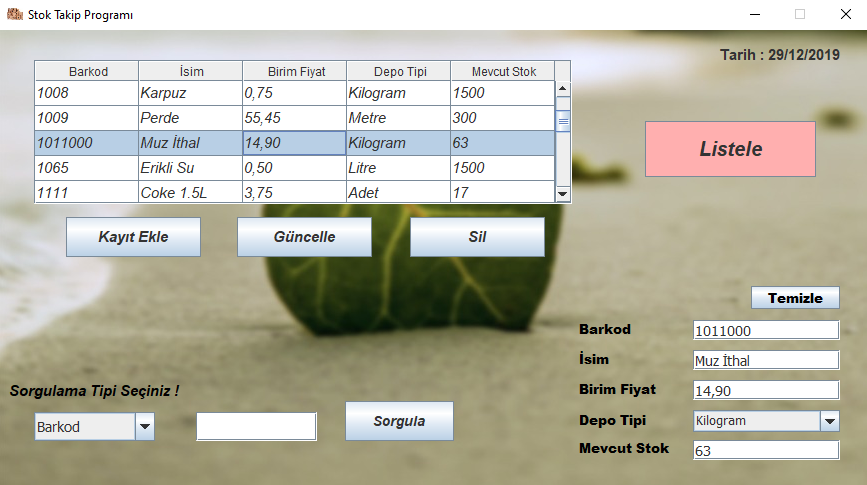 Stok Takip Programı
Tarih : 29/12/2019
Barkod İsim Birim Fiyat Depo Tipi Mevcut Stok
1008 Karpuz 0,75 Kilogram 1500
1009 Perde 55,45 Metre 300
1011000 Muz İthal 14,90 Kilogram 63
1065 Erikli Su 0,50 Litre 1500
1111 Coke 1.5L 3,75 Adet 17
Listele
Kayıt Ekle Güncelle Sil
Temizle
Barkod 1011000
İsim Muz İthal
Birim Fiyat 14,90
Depo Tipi Kilogram
Mevcut Stok 63
Sorgulama Tipi Seçiniz !
Barkod Sorgula